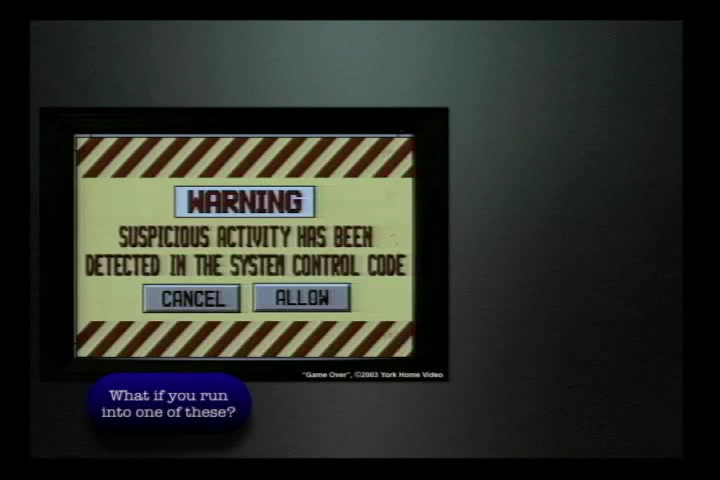 WARNING
SUSPICIOUS ACTIVITY HAS BEEN
DETECTED IN THE SYSTEM CONTROL CODE
CANCEL ALLOW
"Game Over", ©2003 York Home Video
What if you run
into one of these?